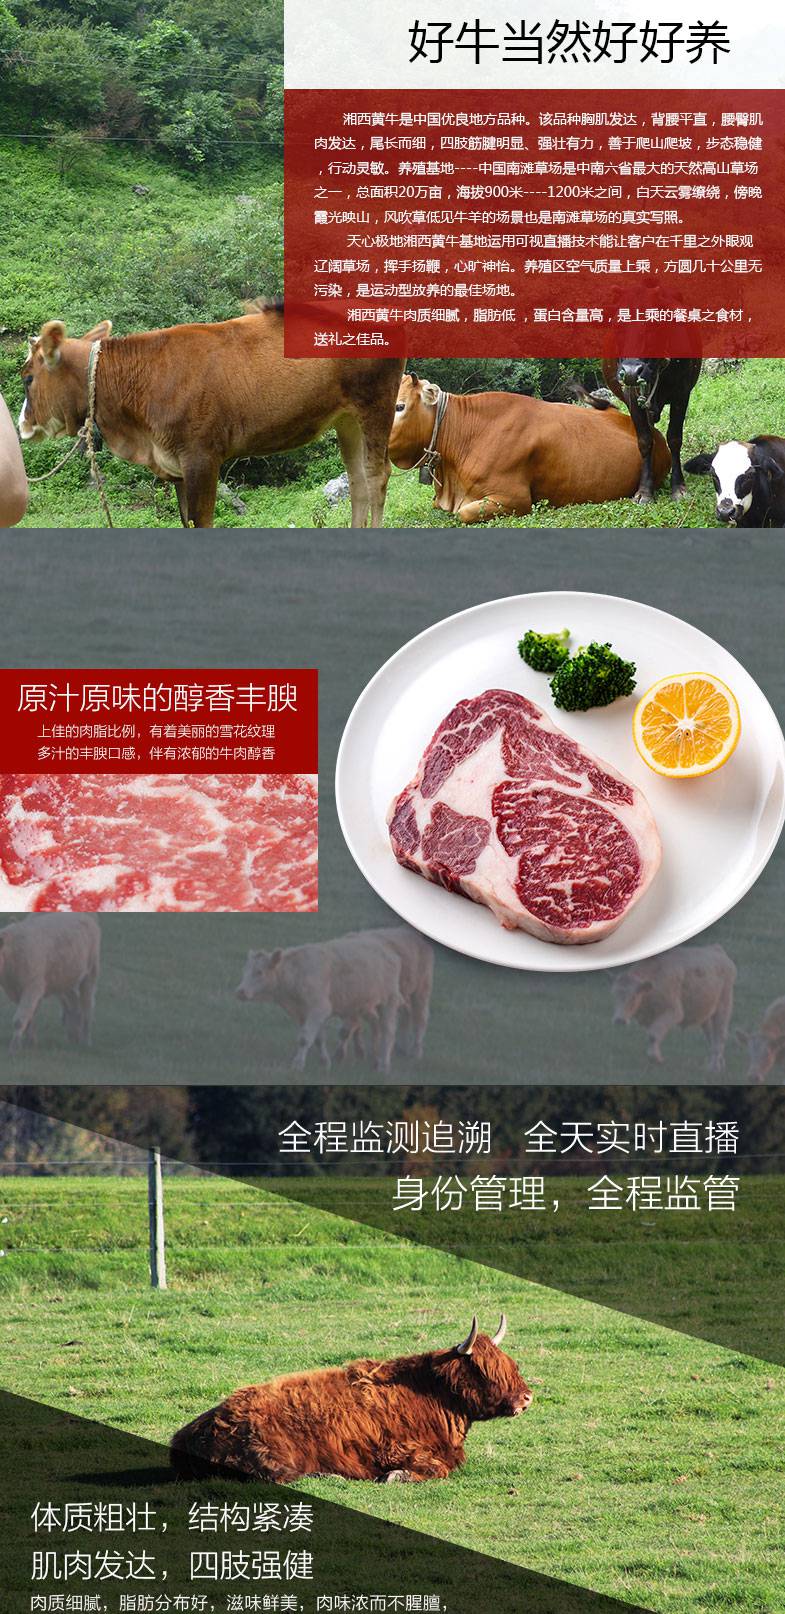 好牛当然好好养
湘西黄牛是中国优良地方品种。该品种胸肌发达，背腰平直，腰臀肌
肉发达，尾长而细，四肢筋腱明显、强壮有力，善于爬山爬坡，步态稳健
，行动灵敏。养殖基地----中国南滩草场是中南六省最大的天然高山草场
之一，总面积20万亩，海拔900米----1200米之间，白天云雾缭绕，傍晚
霞光映山，风吹草低见牛羊的场景也是南滩草场的真实写照。
天心极地湘西黄牛基地运用可视直播技术能让客户在千里之外眼观
辽阔草场，挥手扬鞭，心旷神怡。养殖区空气质量上乘，方圆几十公里无
污染，是运动型放养的最佳场地。
湘西黄牛肉质细腻，脂肪低 ，蛋白含量高，是上乘的餐桌之食材，
送礼之佳品。
原汁原味的醇香丰腴
上佳的肉脂比例，有着美丽的雪花纹理
多汁的丰腴口感，伴有浓郁的牛肉醇香
全程监测追溯 全天实时直播
身份管理，全程监管
体质粗壮，结构紧凑
肌肉发达，四肢强健
肉质细腻，脂肪分布好，滋味鲜美，肉味浓而不腥膻，